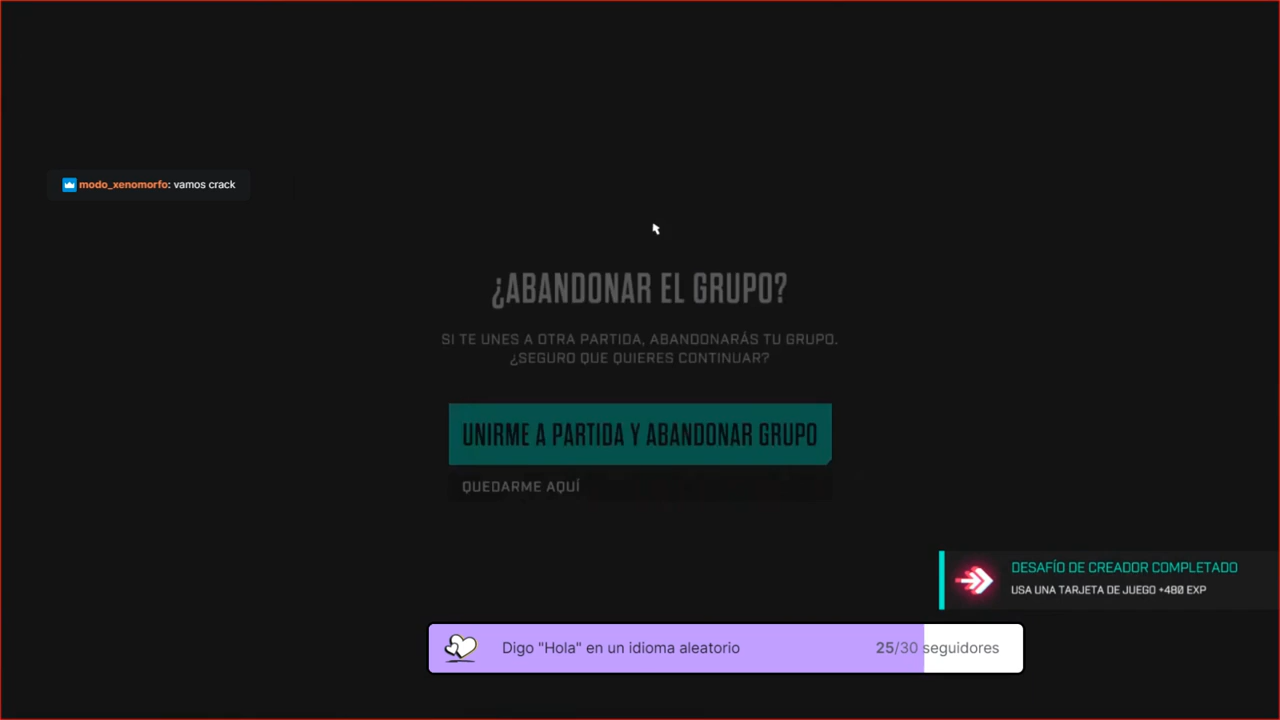 modo_xenomorfo: vamos crack
¿ABANDONAR EL GRUPO?
SI TE UNES A OTRA PARTIDA, ABANDONARÁS TU GRUPO.
¿SEGURO QUE QUIERES CONTINUAR?
UNIRME A PARTIDA Y ABANDONAR GRUPO
QUEDARME AQUÍ
DESAFÍO DE CREADOR COMPLETADO
USA UNA TARJETA DE JUEGO +480 EXP
Digo "Hola" en un idioma aleatorio 25/30 seguidores